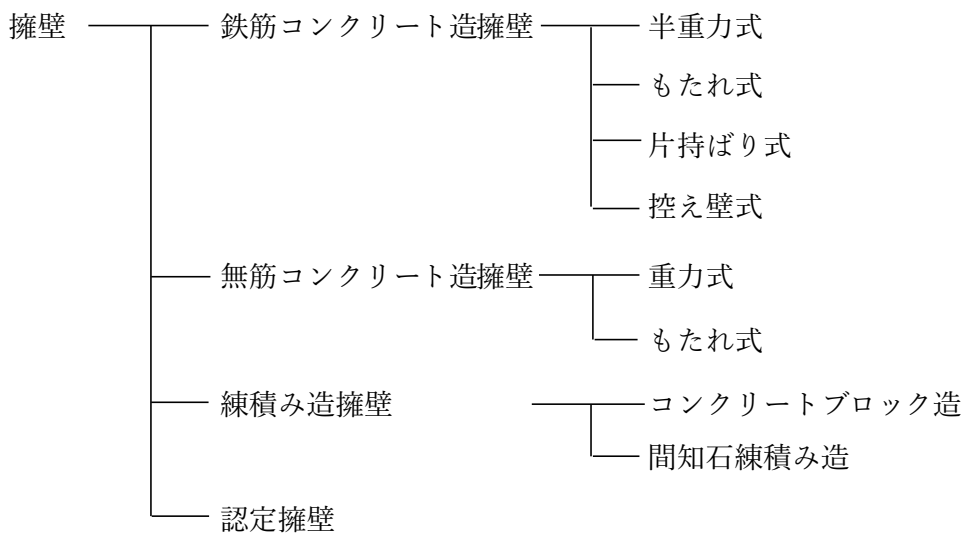 擁壁 鉄筋コンクリート造擁壁 半重力式
もたれ式
片持ばり式
控え壁式
無筋コンクリート造擁壁 重力式
もたれ式
練積み造擁壁 コンクリートブロック造
間知石練積み造
認定擁壁